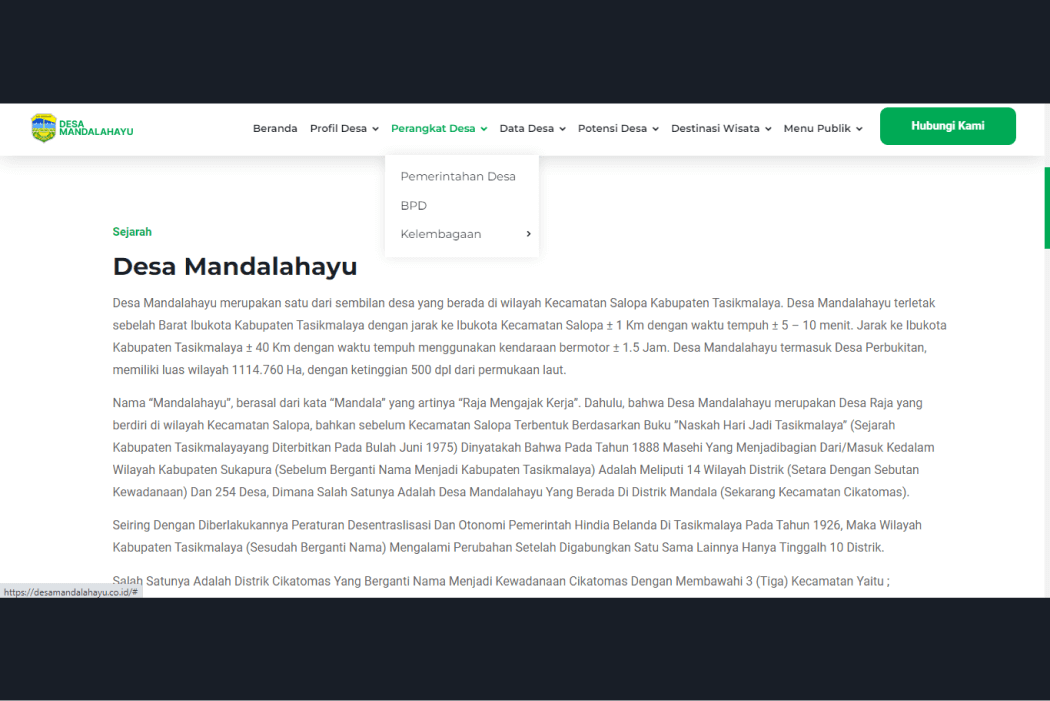 DESA
MANDALAHAYU
Beranda Profil Desa Perangkat Desa Data Desa Potensi Desa Destinasi Wisata Menu Publik Hubungi Kami
Pemerintahan Desa
BPD
Kelembagaan
Sejarah
Desa Mandalahayu
Desa Mandalahayu merupakan satu dari sembilan desa yang berada di wilayah Kecamatan Salopa Kabupaten Tasikmalaya. Desa Mandalahayu terletak
sebelah Barat Ibukota Kabupaten Tasikmalaya dengan jarak ke Ibukota Kecamatan Salopa ± 1 Km dengan waktu tempuh ± 5 – 10 menit. Jarak ke Ibukota
Kabupaten Tasikmalaya ± 40 Km dengan waktu tempuh menggunakan kendaraan bermotor ± 1.5 Jam. Desa Mandalahayu termasuk Desa Perbukitan,
memiliki luas wilayah 1114.760 Ha, dengan ketinggian 500 dpl dari permukaan laut.
Nama “Mandalahayu”, berasal dari kata “Mandala” yang artinya “Raja Mengajak Kerja”. Dahulu, bahwa Desa Mandalahayu merupakan Desa Raja yang
berdiri di wilayah Kecamatan Salopa, bahkan sebelum Kecamatan Salopa Terbentuk Berdasarkan Buku “Naskah Hari Jadi Tasikmalaya” (Sejarah
Kabupaten Tasikmalayayang Diterbitkan Pada Bulah Juni 1975) Dinyatakah Bahwa Pada Tahun 1888 Masehi Yang Menjadibagian Dari/Masuk Kedalam
Wilayah Kabupaten Sukapura (Sebelum Berganti Nama Menjadi Kabupaten Tasikmalaya) Adalah Meliputi 14 Wilayah Distrik (Setara Dengan Sebutan
Kewadanaan) Dan 254 Desa, Dimana Salah Satunya Adalah Desa Mandalahayu Yang Berada Di Distrik Mandala (Sekarang Kecamatan Cikatomas).
Seiring Dengan Diberlakukannya Peraturan Desentraslisasi Dan Otonomi Pemerintah Hindia Belanda Di Tasikmalaya Pada Tahun 1926, Maka Wilayah
Kabupaten Tasikmalaya (Sesudah Berganti Nama) Mengalami Perubahan Setelah Digabungkan Satu Sama Lainnya Hanya Tinggalh 10 Distrik.
Salah Satunya Adalah Distrik Cikatomas Yang Berganti Nama Menjadi Kewadanaan Cikatomas Dengan Membawahi 3 (Tiga) Kecamatan Yaitu ;
https://desamandalahayu.co.id/#